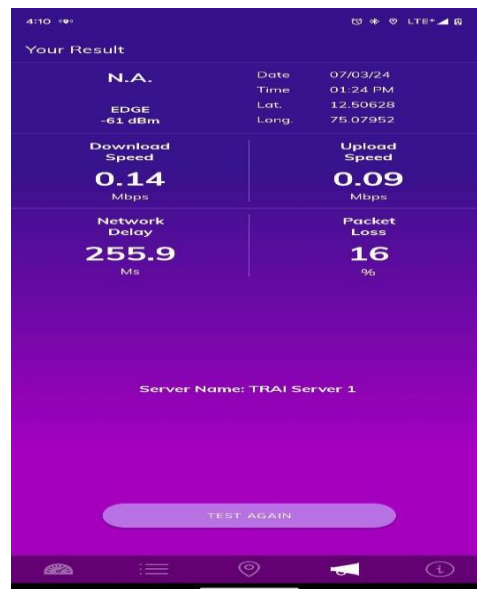 4:10 LTE+
Your Result
N.A.
EDGE
-61 dBm
Date 07/03/24
Time 01:24 PM
Lat. 12.50628
Long. 75.07952
Download
Speed
0.14
Mbps
Upload
Speed
0.09
Mbps
Network
Delay
255.9
Ms
Packet
Loss
16
%
Server Name: TRAI Server 1
TEST AGAIN